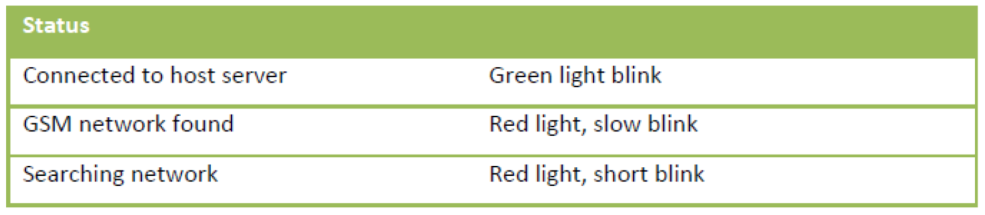 Status
Connected to host server Green light blink
GSM network found Red light, slow blink
Searching network Red light, short blink